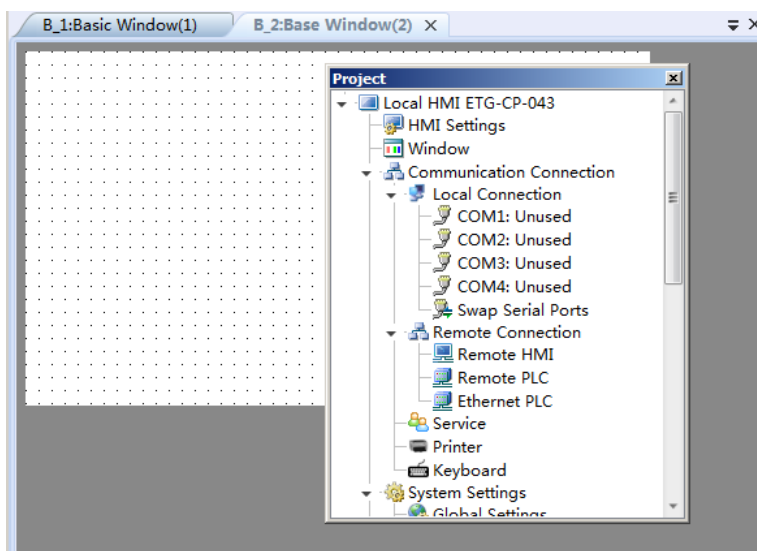 B_1:Basic Window(1)
B_2:Base Window(2)
Project
Local HMI ETG-CP-043
HMI Settings
Window
Communication Connection
Local Connection
COM1: Unused
COM2: Unused
COM3: Unused
COM4: Unused
Swap Serial Ports
Remote Connection
Remote HMI
Remote PLC
Ethernet PLC
Service
Printer
Keyboard
System Settings
Global Settings